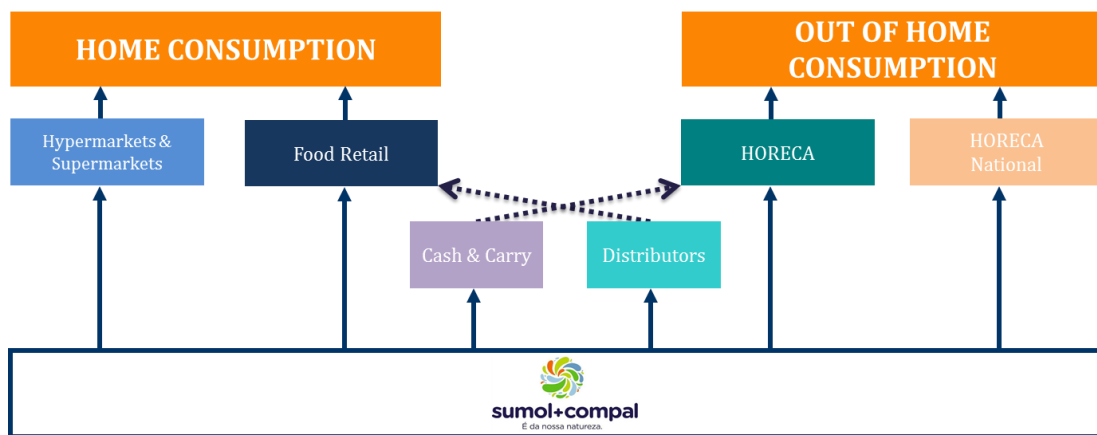 HOME CONSUMPTION
OUT OF HOME
CONSUMPTION
Hypermarkets &
Supermarkets
Food Retail
HORECA
HORECA
National
Cash & Carry
Distributors
sumol+compal
É da nossa natureza.